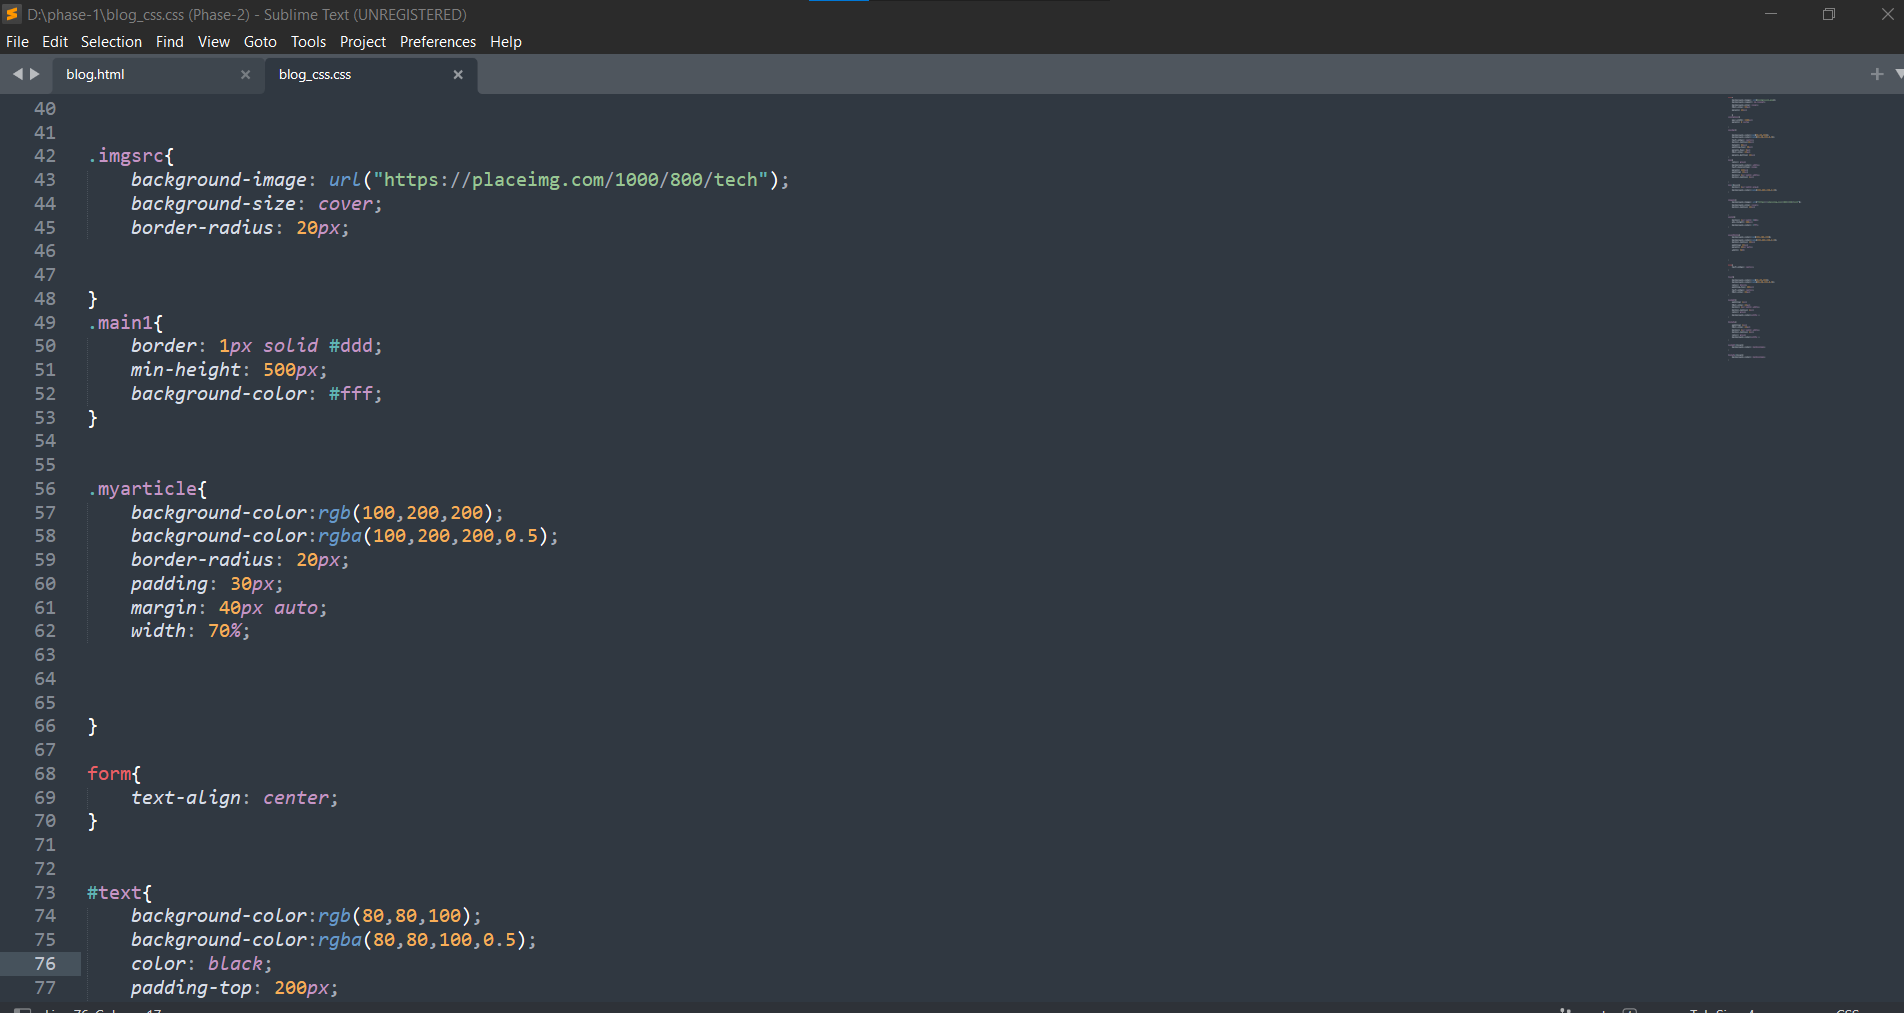 D:\phase-1\blog_css.css (Phase-2) - Sublime Text (UNREGISTERED)
File Edit Selection Find View Goto Tools Project Preferences Help
blog.html blog_css.css
40
41
42 .imgsrc{
43 background-image: url("https://placeimg.com/1000/800/tech");
44 background-size: cover;
45 border-radius: 20px;
46
47
48 }
49 .main1{
50 border: 1px solid #ddd;
51 min-height: 500px;
52 background-color: #fff;
53 }
54
55
56 .myarticle{
57 background-color:rgb(100,200,200);
58 background-color:rgba(100,200,200,0.5);
59 border-radius: 20px;
60 padding: 30px;
61 margin: 40px auto;
62 width: 70%;
63
64
65
66 }
67
68 form{
69 text-align: center;
70 }
71
72
73 #text{
74 background-color:rgb(80,80,100);
75 background-color:rgba(80,80,100,0.5);
76 color: black;
77 padding-top: 200px;